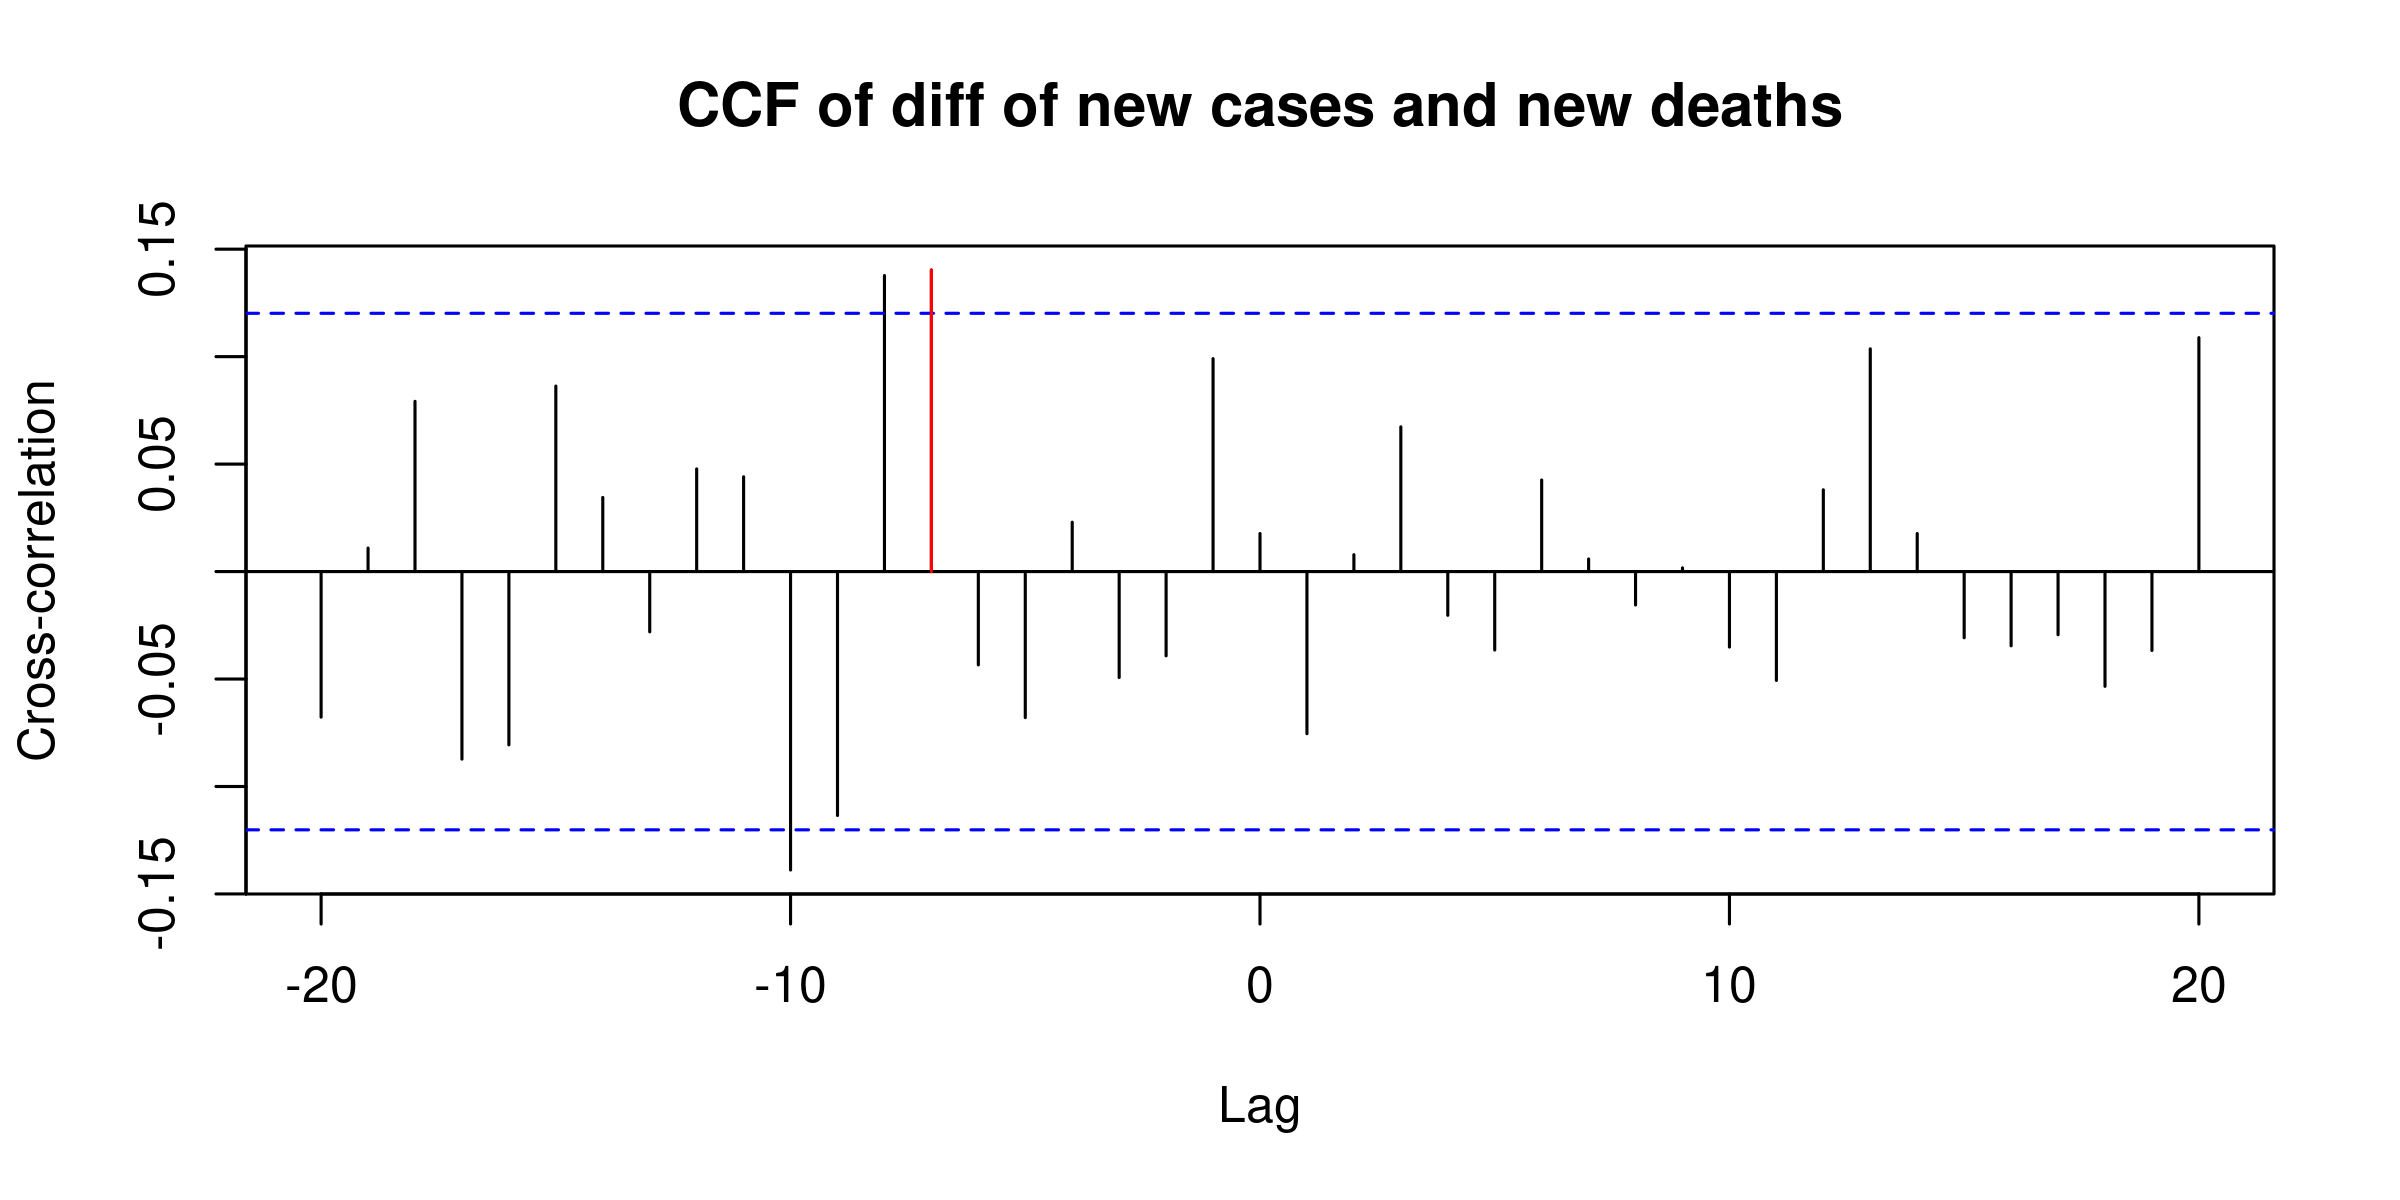 CCF of diff of new cases and new deaths
Cross-correlation
0.15
0.05
-0.05
-0.15
-20 -10 0 10 20
Lag